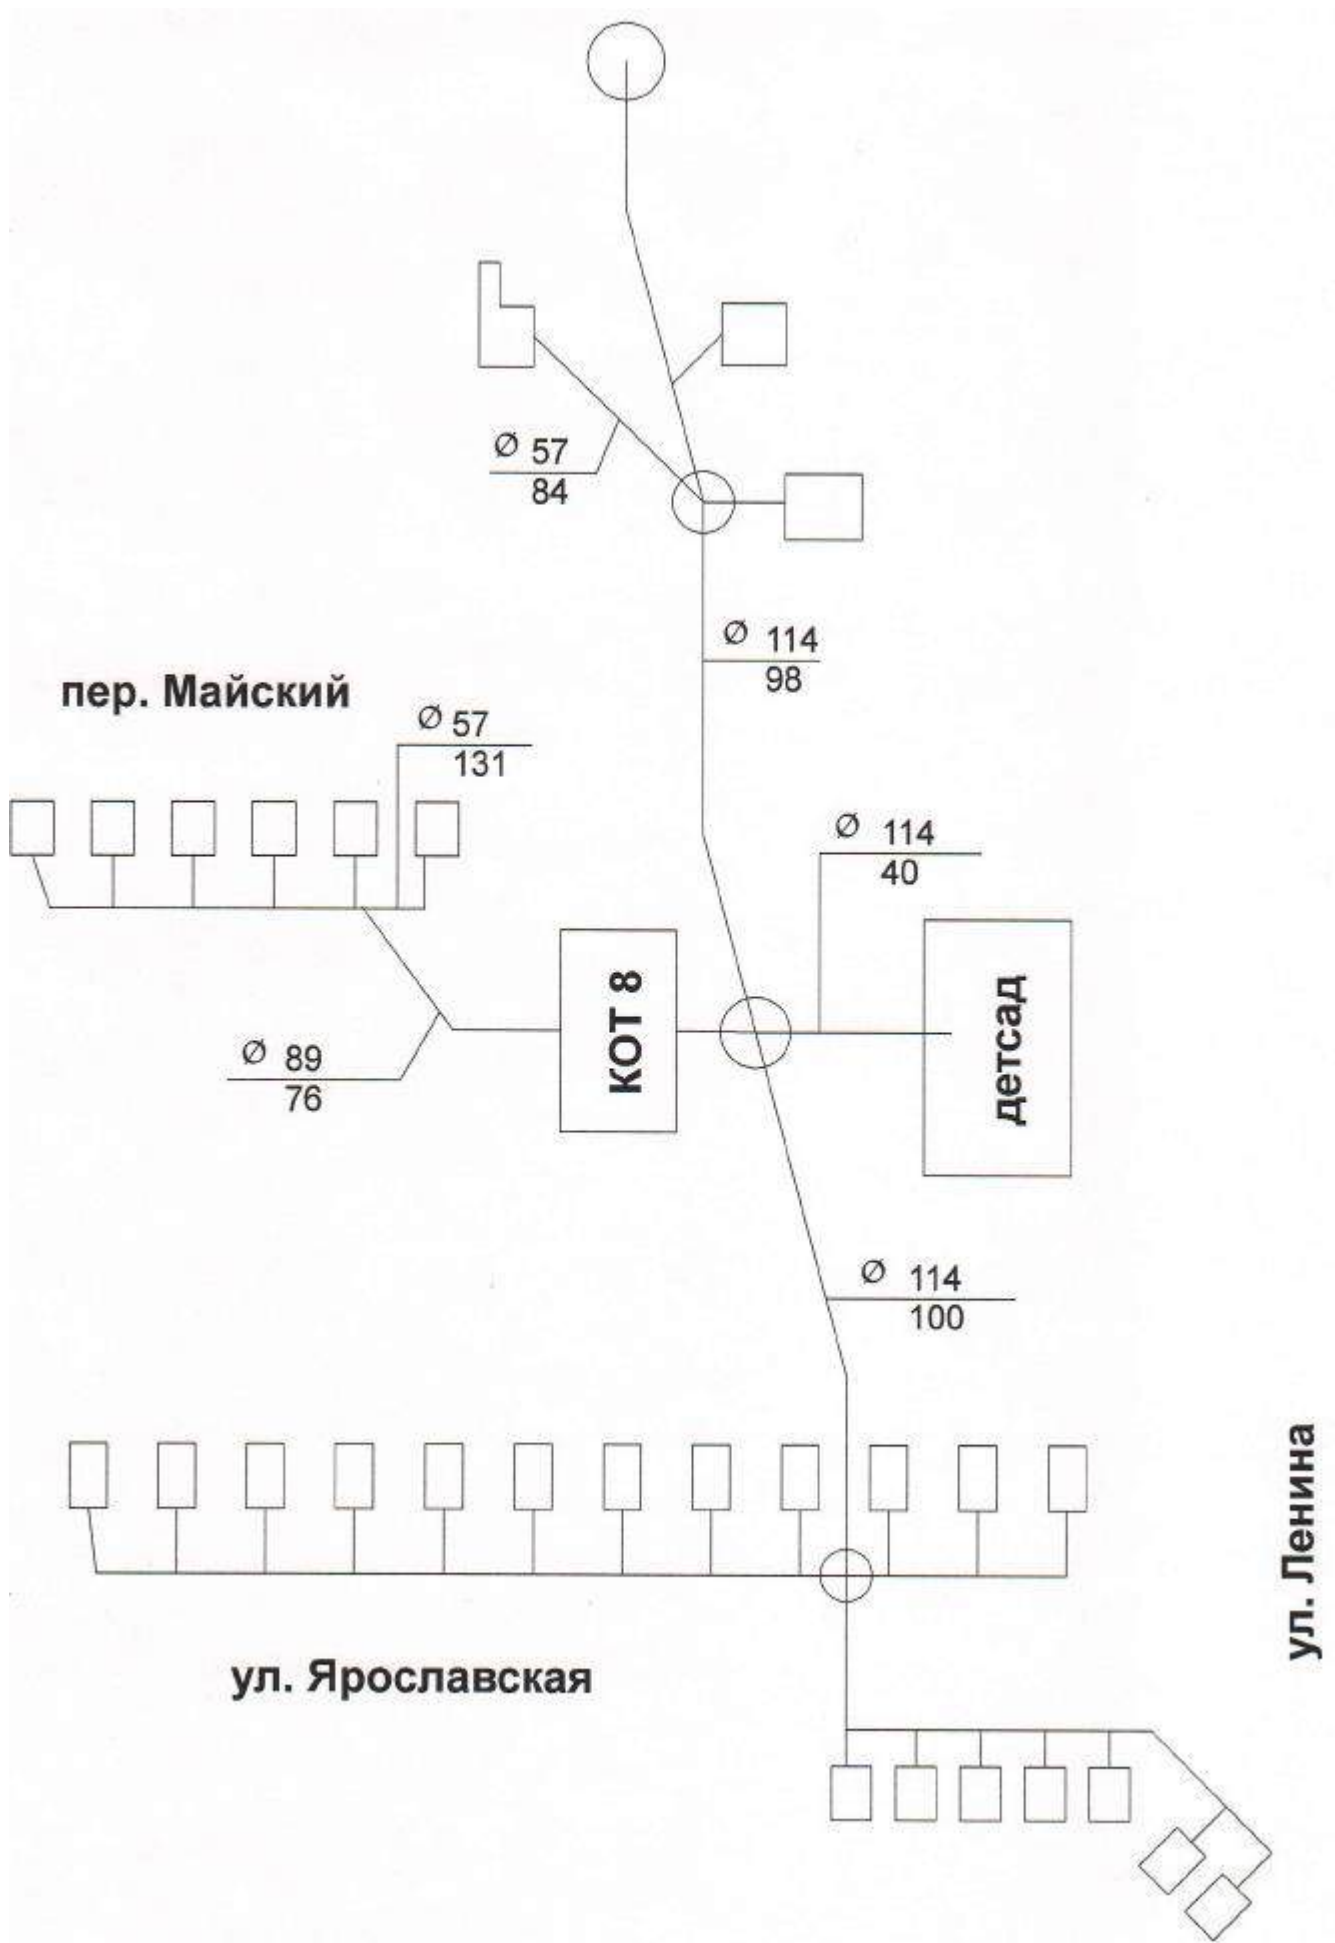 Ø 57
84
Ø 114
98
пер. Майский
Ø 57
131
Ø 114
40
КОТ 8
детсад
Ø 89
76
Ø 114
100
ул. Ленина
ул. Ярославская